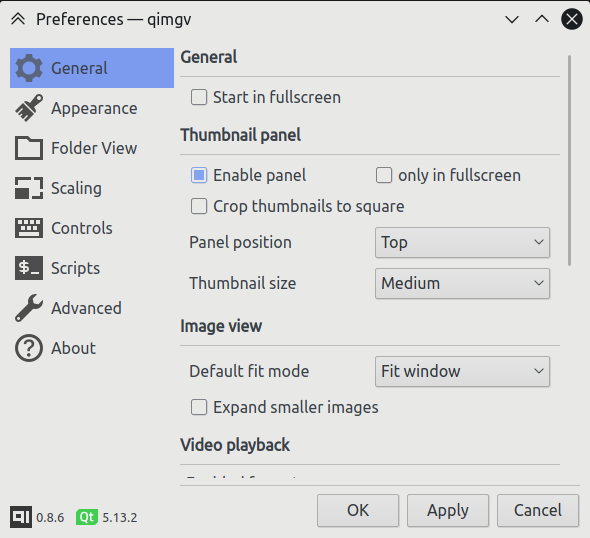 Preferences — qimgv
General
Appearance
Folder View
Scaling
Controls
Scripts
Advanced
About
0.8.6 Qt 5.13.2
General
Start in fullscreen
Thumbnail panel
Enable panel only in fullscreen
Crop thumbnails to square
Panel position Top
Thumbnail size Medium
Image view
Default fit mode Fit window
Expand smaller images
Video playback
OK Apply Cancel